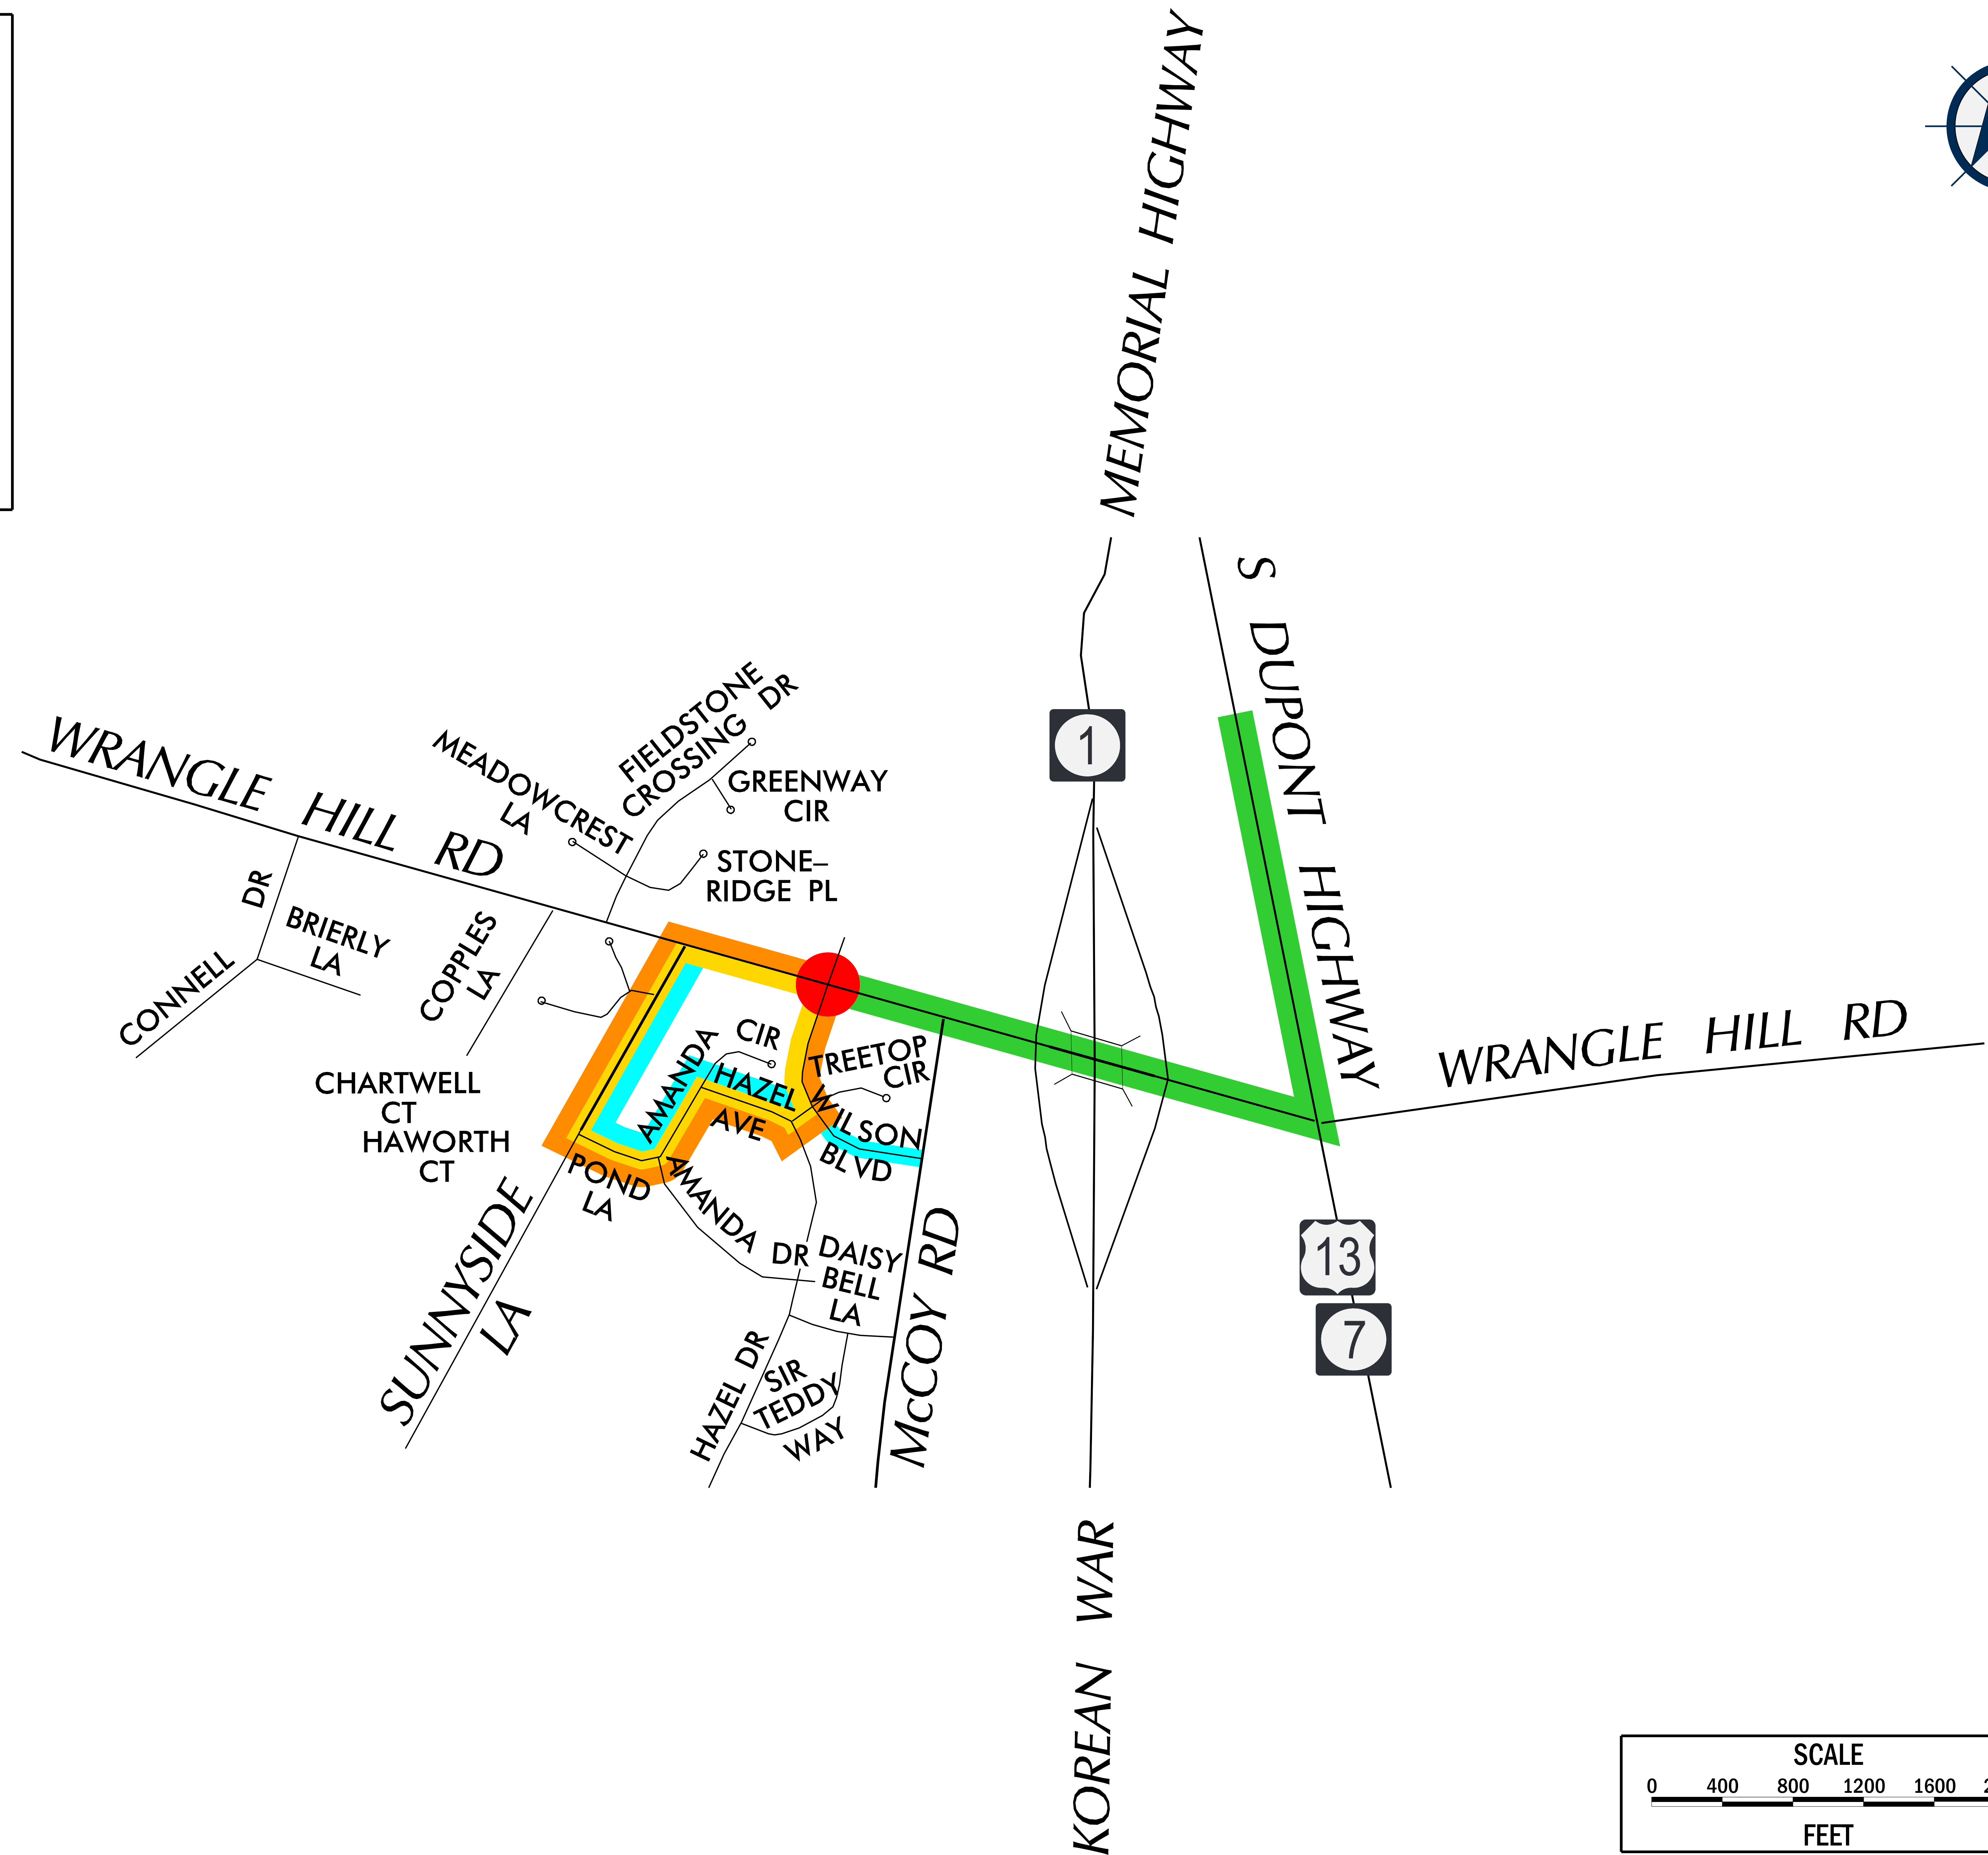 MEMORIAL HIGHWAY
S DUPONT HIGHWAY
1
WRANGLE HILL RD
FIELDSTONE
CROSSING DR
MEADOWCREST
LA
GREENWAY
CIR
STONE–
RIDGE PL
DR
BRIERLY
LA
CONNELL
COPPLES
LA
CHARTWELL
CT
HAWORTH
CT
AMANDA CIR
HAZEL
AVE
TREETOP
CIR
WILSON
BLVD
POND
LA
AMANDA DR
DAISY
BELL
LA
SUNNYSIDE
LA
HAZEL DR
SIR
TEDDY
WAY
McCOY RD
WRANGLE HILL RD
13
7
KOREAN WAR
SCALE
0 400 800 1200 1600
FEET